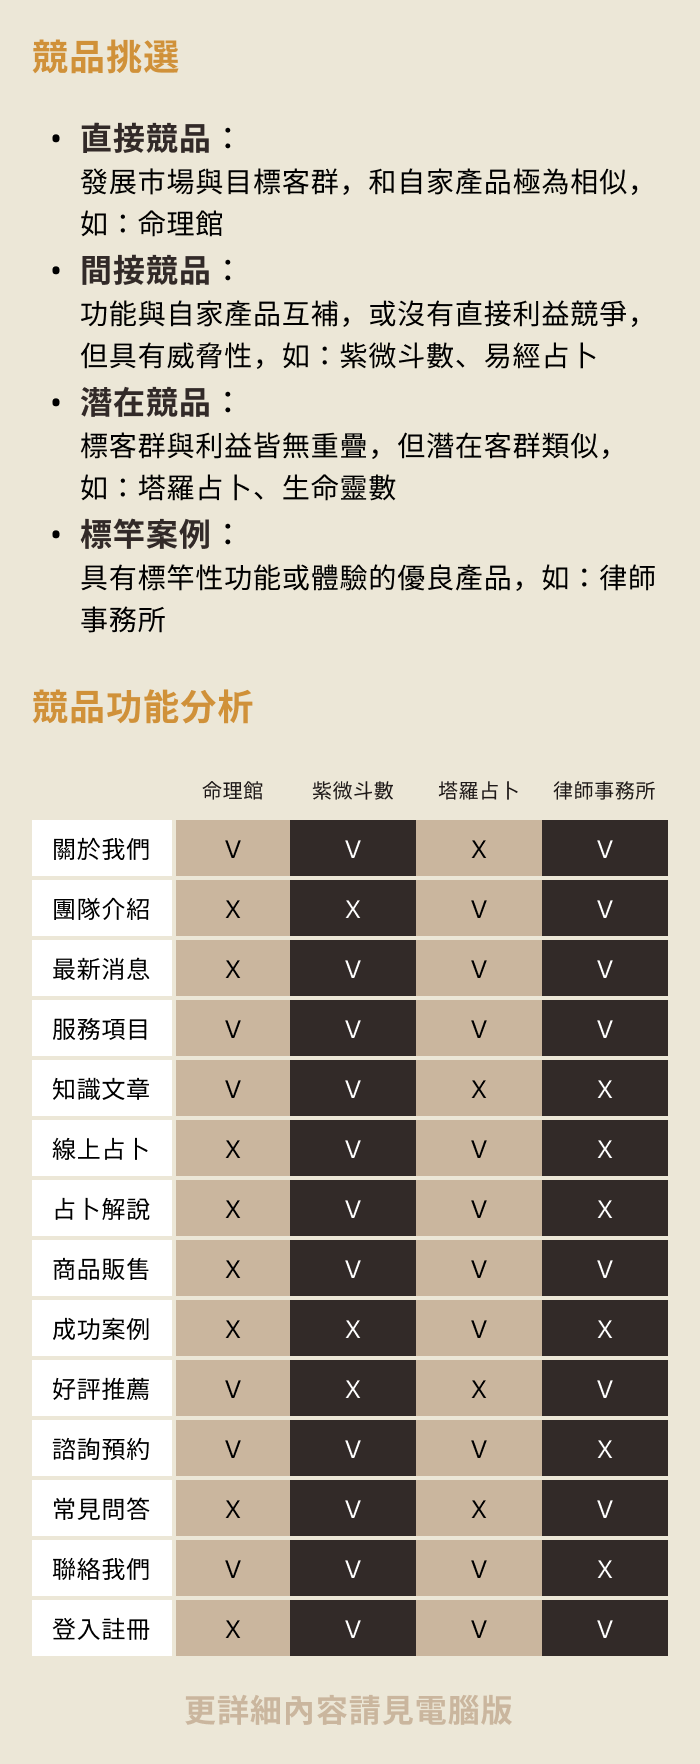 競品挑選
• 直接競品：
發展市場與目標客群，和自家產品極為相似，
如：命理館
• 間接競品：
功能與自家產品互補，或沒有直接利益競爭，
但具有威脅性，如：紫微斗數、易經占卜
• 潛在競品：
標客群與利益皆無重疊，但潛在客群類似，
如：塔羅占卜、生命靈數
• 標竿案例：
具有標竿性功能或體驗的優良產品，如：律師
事務所
競品功能分析
命理館 紫微斗數 塔羅占卜 律師事務所
關於我們 V V X V
團隊介紹 X X V V
最新消息 X V V V
服務項目 V V V V
知識文章 V V X X
線上占卜 X V V X
占卜解說 X V V X
商品販售 X V V V
成功案例 X X V X
好評推薦 V X X V
諮詢預約 V V V X
常見問答 X V X V
聯絡我們 V V V X
登入註冊 X V V V
更詳細內容請見電腦版